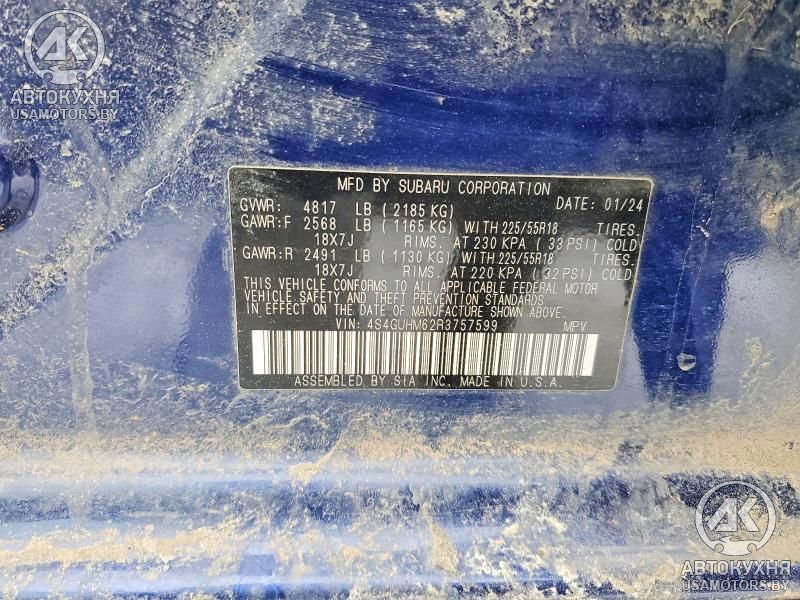 AK
АВТОКУХНЯ
USAMOTORS.BY
MFD BY SUBARU CORPORATION
GVWR: 4817 LB (2185 KG) DATE: 01/24
GAWR:F 2568 LB (1165 KG) WITH 225/55R18 TIRES.
18X7J RIMS. AT 230 KPA (33 PSI) COLD
GAWR:R 2491 LB (1130 KG) WITH 225/55R18 TIRES.
18X7J RIMS. AT 220 KPA (32 PSI) COLD
THIS VEHICLE CONFORMS TO ALL APPLICABLE FEDERAL MOTOR
VEHICLE SAFETY AND THEFT PREVENTION STANDARDS IN
EFFECT ON THE DATE OF MANUFACTURE SHOWN ABOVE.
VIN: 4S4GUHM62R3757599 MPV
ASSEMBLED BY SIA INC. MADE IN U.S.A.
AK
АВТОКУХНЯ
USAMOTORS.BY